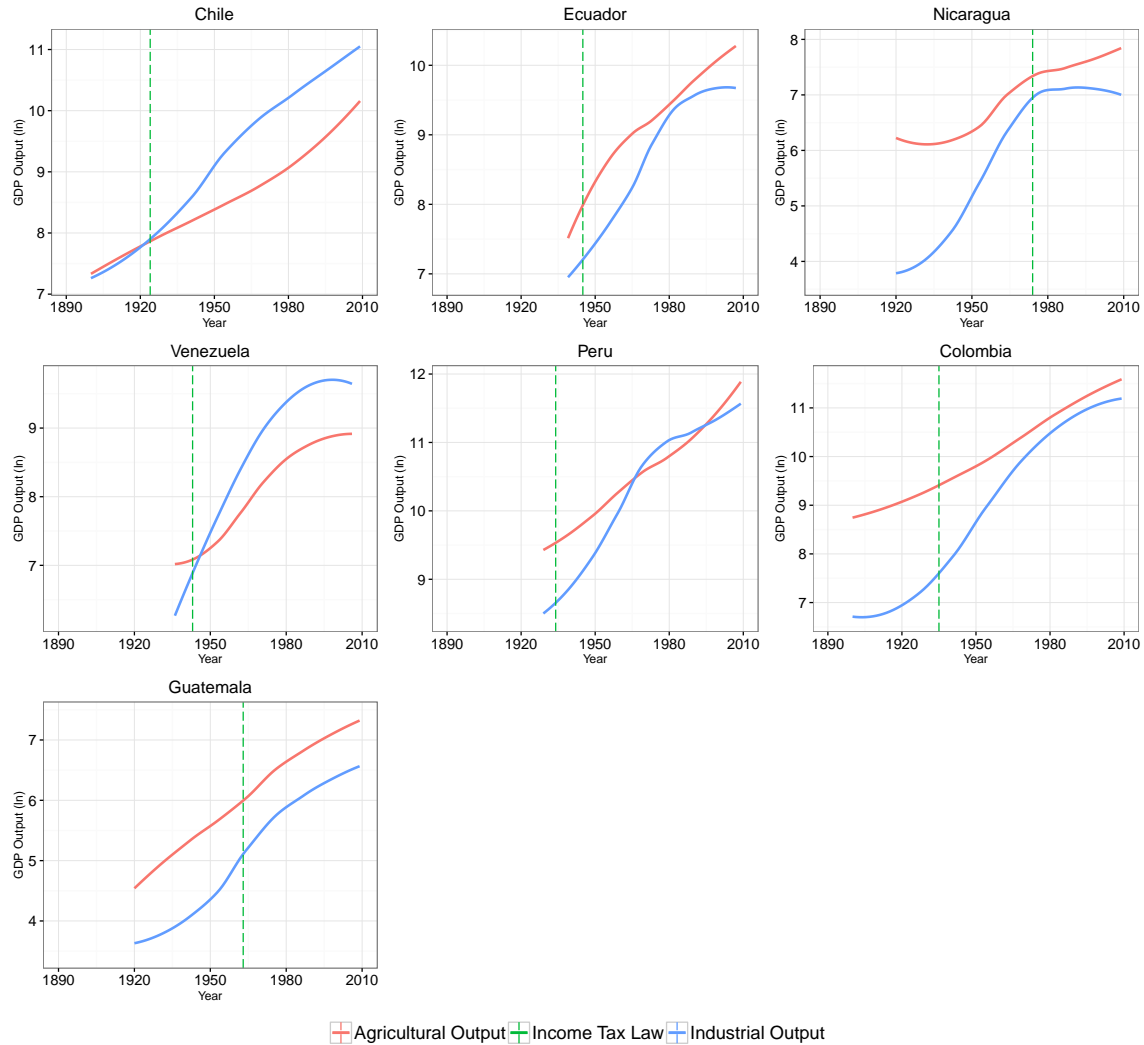 Chile
Ecuador
Nicaragua
GDP Output (ln)
11
10
9
8
7
1890
1920
1950
1980
2010
Year
GDP Output (ln)
10
9
8
7
1890
1920
1950
1980
2010
Year
GDP Output (ln)
8
7
6
5
4
1890
1920
1950
1980
2010
Year
Venezuela
Peru
Colombia
GDP Output (ln)
9
8
7
1890
1920
1950
1980
2010
Year
GDP Output (ln)
12
11
10
9
1890
1920
1950
1980
2010
Year
GDP Output (ln)
11
10
9
8
7
1890
1920
1950
1980
2010
Year
Guatemala
GDP Output (ln)
7
6
5
4
1890
1920
1950
1980
2010
Year
Agricultural Output Income Tax Law Industrial Output